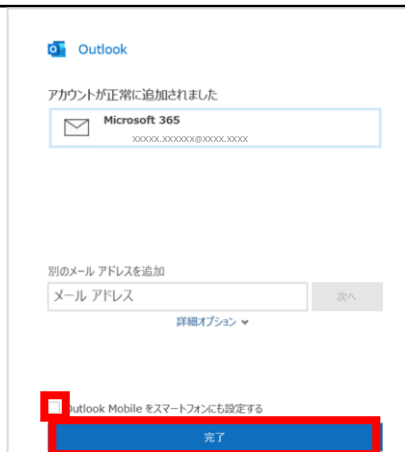 Outlook
アカウントが正常に追加されました
Microsoft 365
xxxxx.xxxxxx@xxxx.xxxx
別のメール アドレスを追加
メール アドレス
次へ
詳細オプション
Outlook Mobile をスマートフォンにも設定する
完了